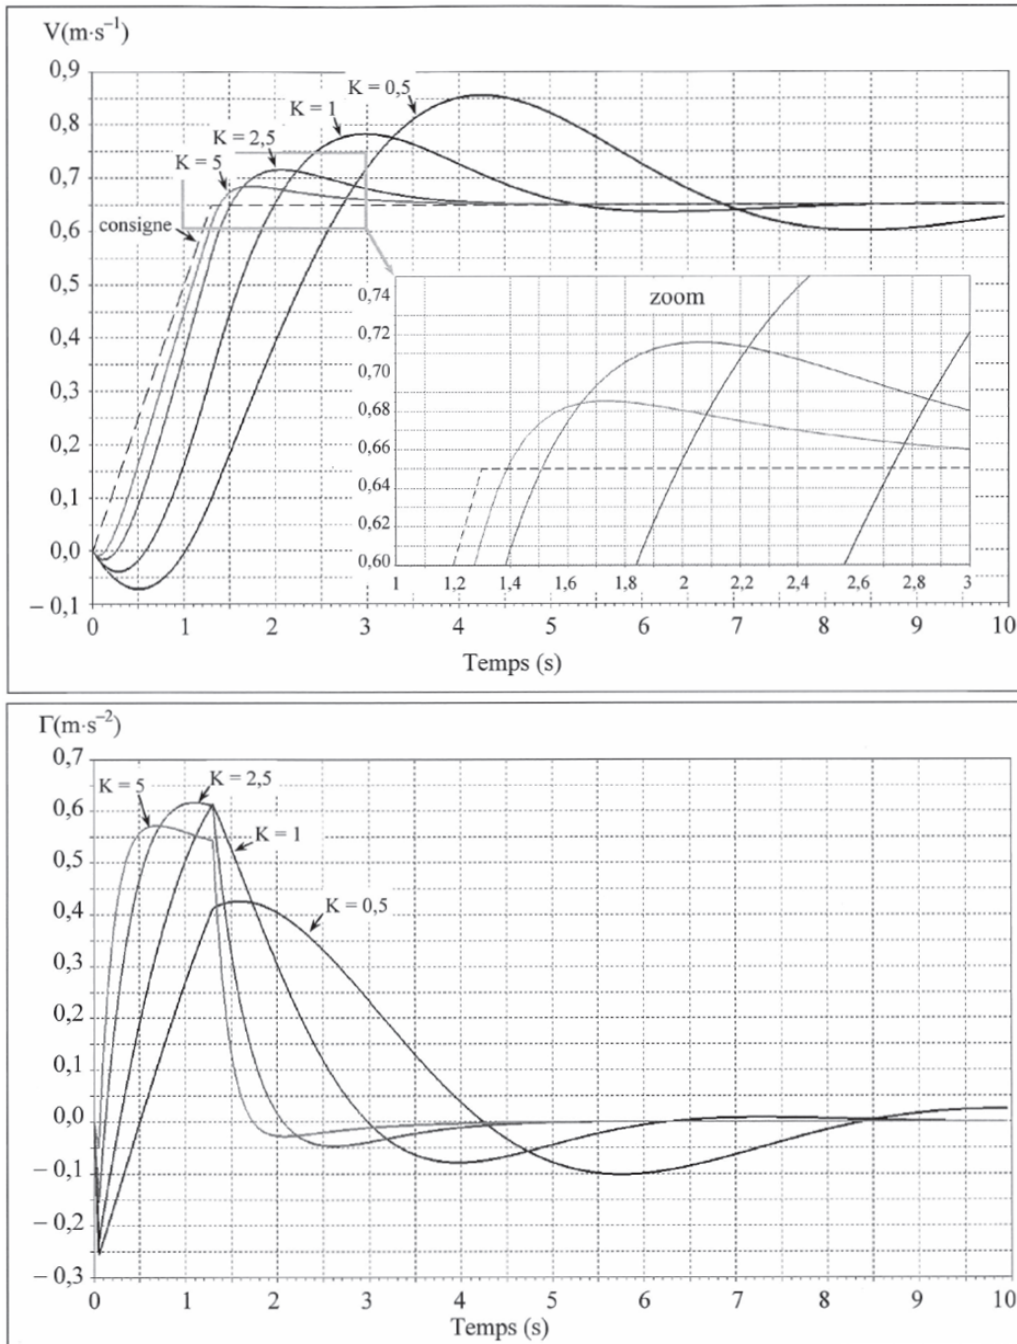 V(m·s⁻¹)
0,9
0,8
0,7
0,6
0,5
0,4
0,3
0,2
0,1
0,0
– 0,1
K = 0,5
K = 1
K = 2,5
K = 5
consigne
zoom
0,74
0,72
0,70
0,68
0,66
0,64
0,62
0,60
1 1,2 1,4 1,6 1,8 2 2,2 2,4 2,6 2,8 3
0 1 2 3 4 5 6 7 8 9 10
Temps (s)
Γ(m·s⁻²)
0,7
0,6
0,5
0,4
0,3
0,2
0,1
0,0
– 0,1
– 0,2
– 0,3
K = 2,5
K = 5
K = 1
K = 0,5
0 1 2 3 4 5 6 7 8 9 10
Temps (s)